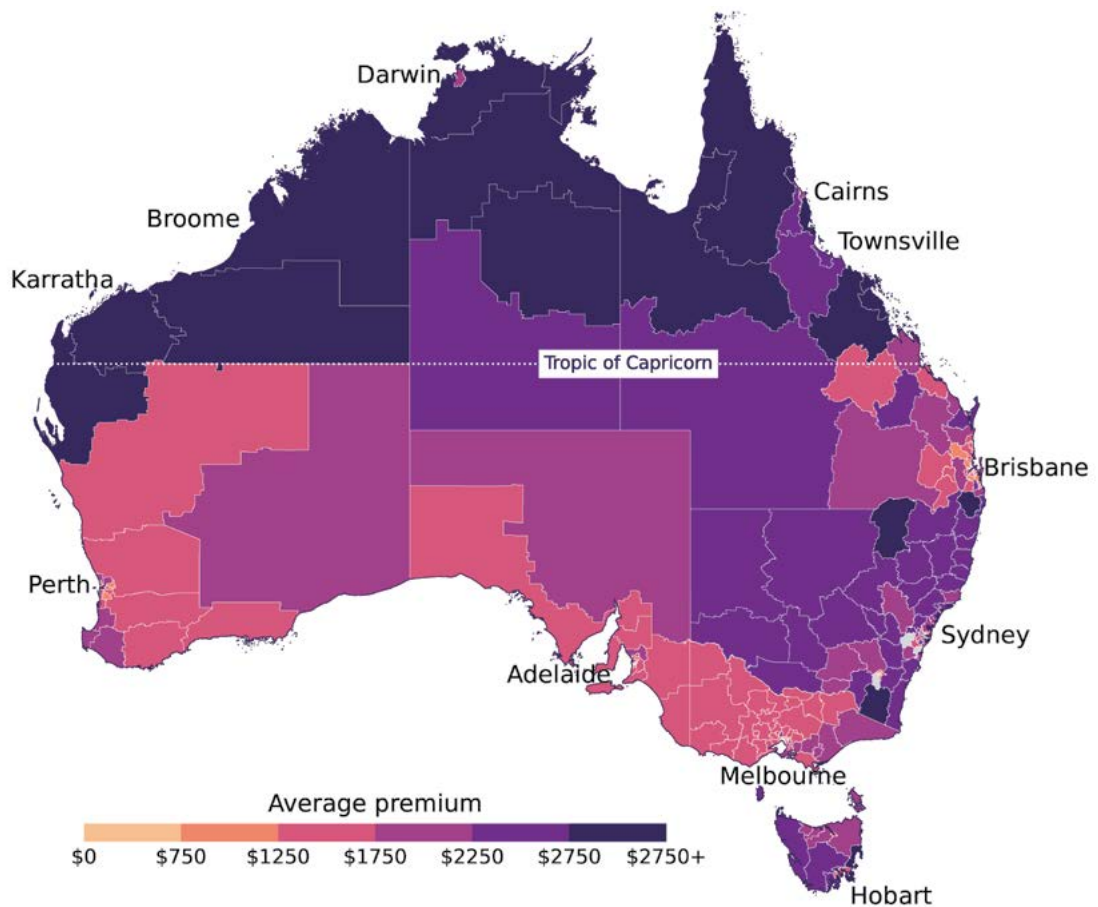 Darwin
Cairns
Broome
Townsville
Karratha
Tropic of Capricorn
Brisbane
Perth
Sydney
Adelaide
Melbourne
Average premium
$0 $750 $1250 $1750 $2250 $2750 $2750+
Hobart